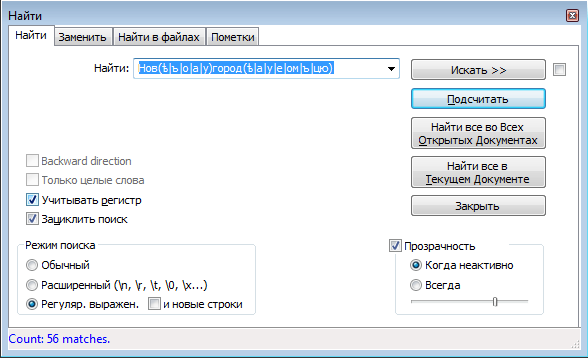 Найти
Найти Заменить Найти в файлах Пометки
Найти: Нов(ѣ|ъ|о|а|у)город(ѣ|а|у|е|ом|ъ|цю) Искать >>
Подсчитать
Найти все во Всех
Открытых Документах
Backward direction
Найти все в
Текущем Документе
Только целые слова
Учитывать регистр Закрыть
Зациклить поиск
Режим поиска Прозрачность
Обычный Когда неактивно
Расширенный (\n, \r, \t, \0, \x...) Всегда
Регуляр. выражен. и новые строки
Count: 56 matches.